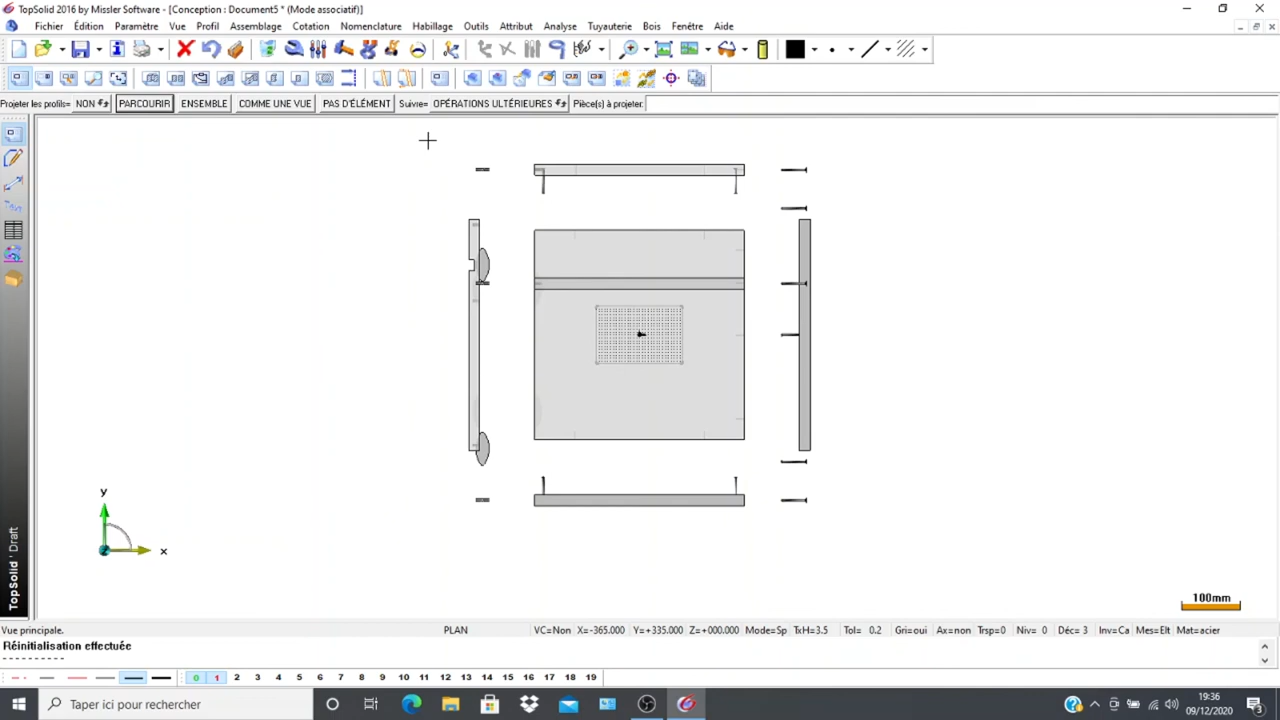 TopSolid 2016 by Missler Software - [Conception : Document5 * (Mode associatif)]
Fichier Édition Paramètre Vue Profil Assemblage Cotation Nomenclature Habillage Outils Attribut Analyse Tuyauterie Bois Fenêtre Aide
Projeter les profils= NON PARCOURIR ENSEMBLE COMME UNE VUE PAS D'ÉLÉMENT Suivie= OPÉRATIONS ULTÉRIEURES Pièce(s) à projeter:
y
x
TopSolid'Draft
100mm
Vue principale. PLAN VC=Non X=-365.000 Y=+335.000 Z=+000.000 Mode=Sp TxH=3.5 Tol= 0.2 Gri=oui Ax=non Trsp=0 Niv= 0 Déc= 3 Inv=Ca Mes=Elt Mat=acier
Réinitialisation effectuée
----------
0 1 2 3 4 5 6 7 8 9 10 11 12 13 14 15 16 17 18 19
Taper ici pour rechercher
19:36
09/12/2020
3